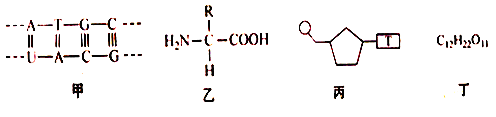 A T G C
U A C G
甲
R
H₂N—C—COOH
H
乙
T
丙
C₁₂H₂₂O₁₁
丁